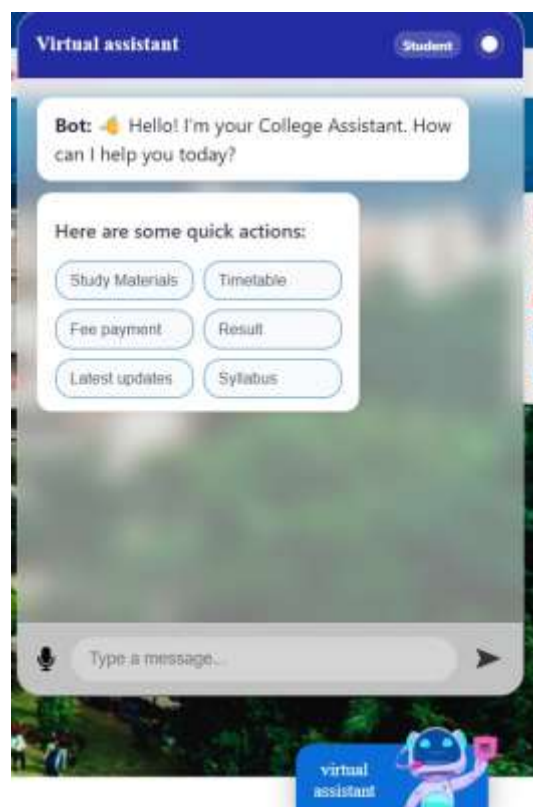 Virtual assistant
Student
Bot: 👋 Hello! I'm your College Assistant. How
can I help you today?
Here are some quick actions:
Study Materials
Timetable
Fee payment
Result
Latest updates
Syllabus
Type a message...
virtual
assistant